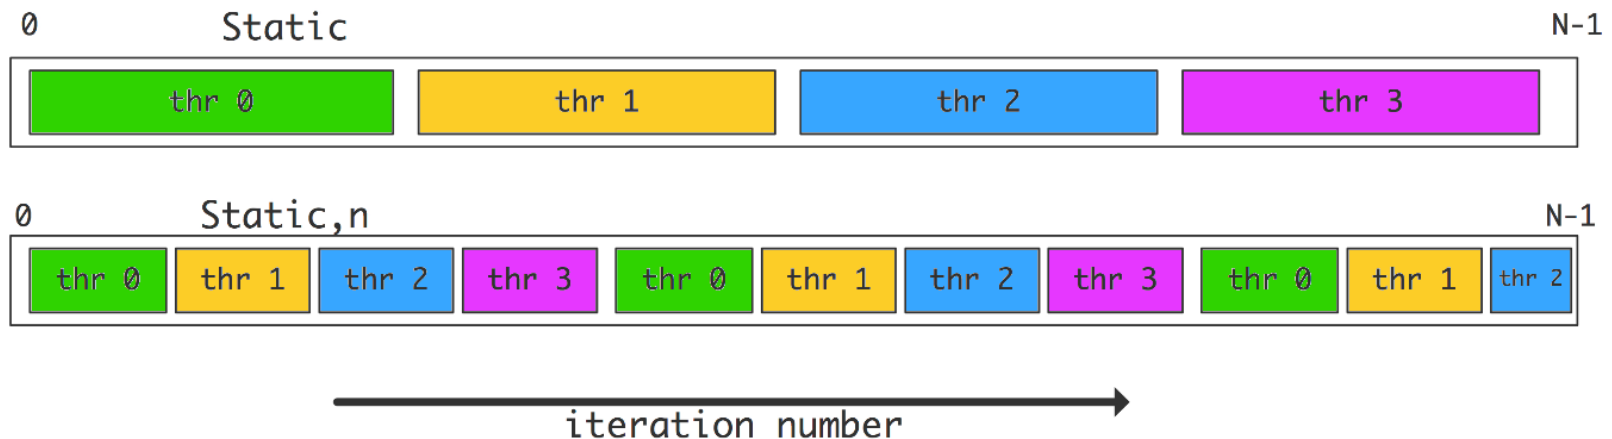 0 Static N-1
thr 0 thr 1 thr 2 thr 3
0 Static,n N-1
thr 0 thr 1 thr 2 thr 3 thr 0 thr 1 thr 2 thr 3 thr 0 thr 1 thr 2
iteration number